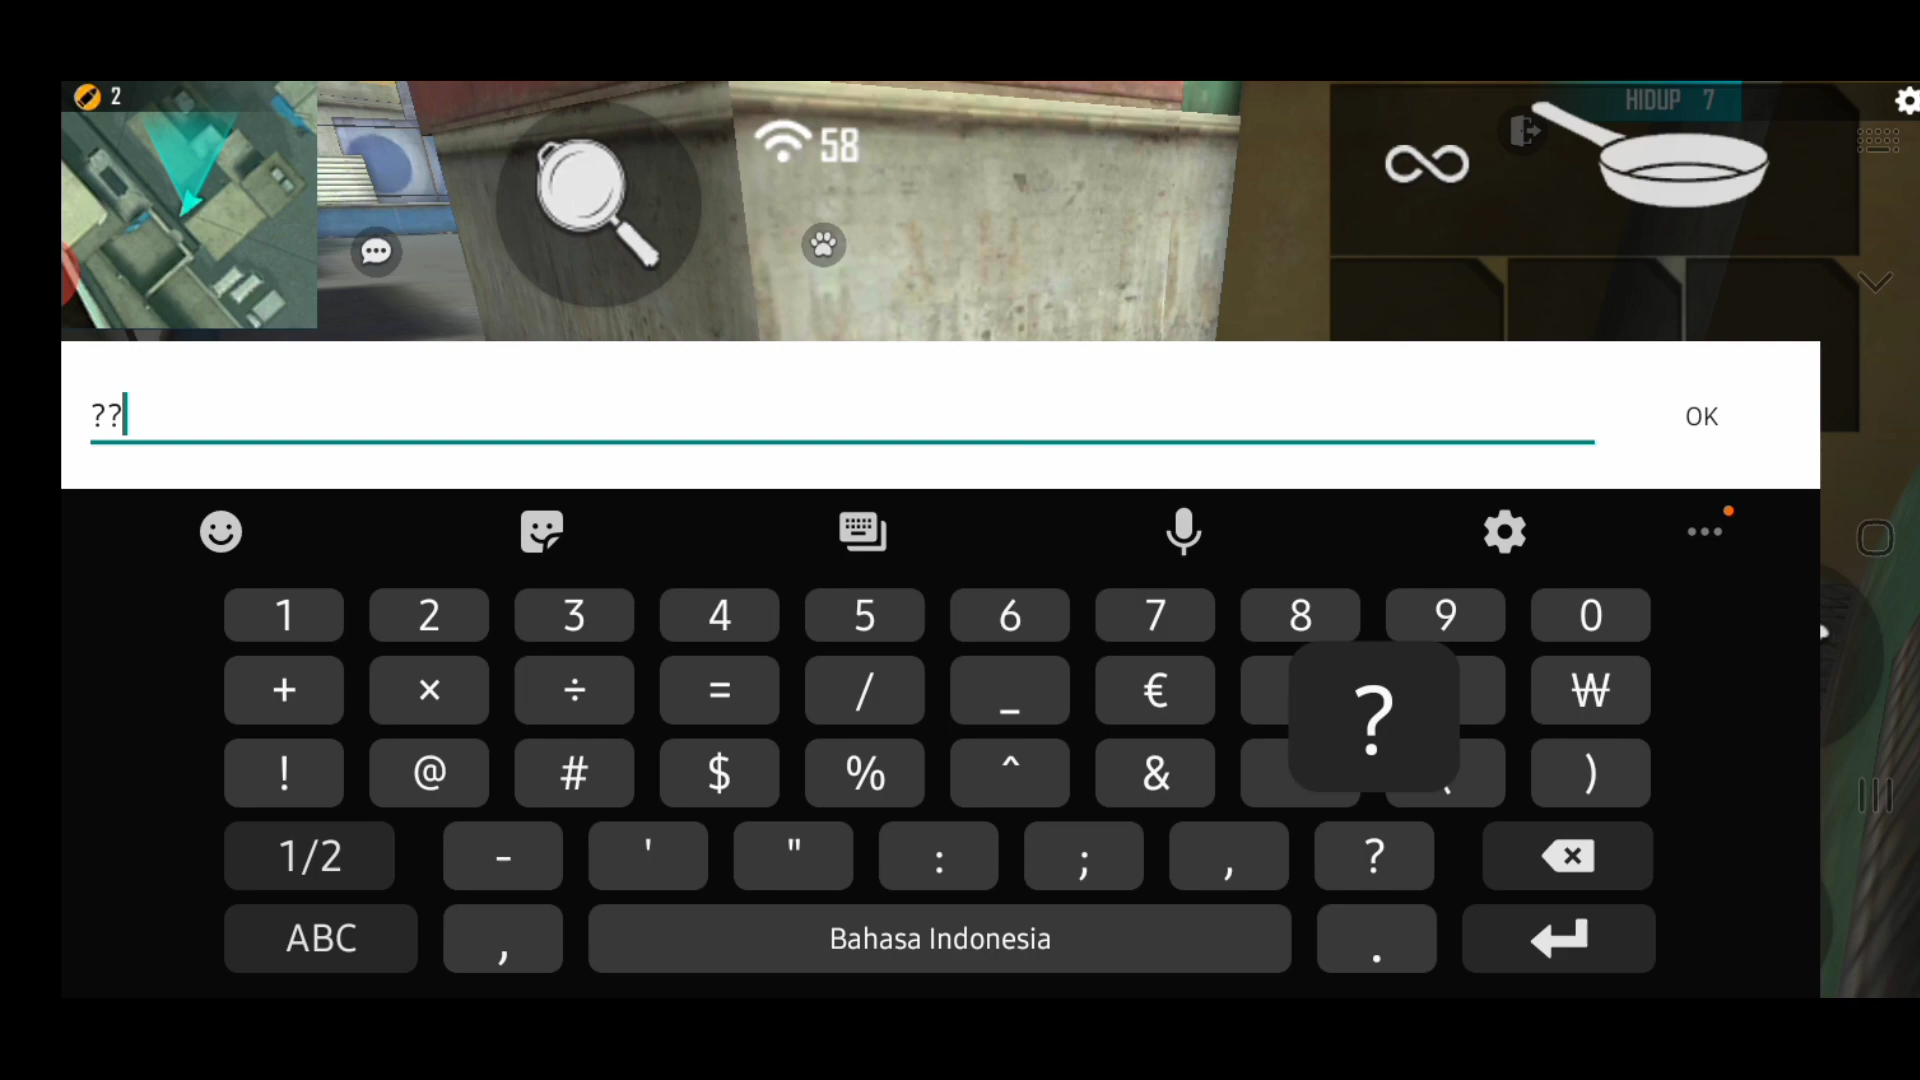 2
58
HIDUP 7
??
OK
1 2 3 4 5 6 7 8 9 0
+ × ÷ = / _ € ₩
?
! @ # $ % ^ & )
1/2 - ' " : ; , ?
ABC , Bahasa Indonesia .